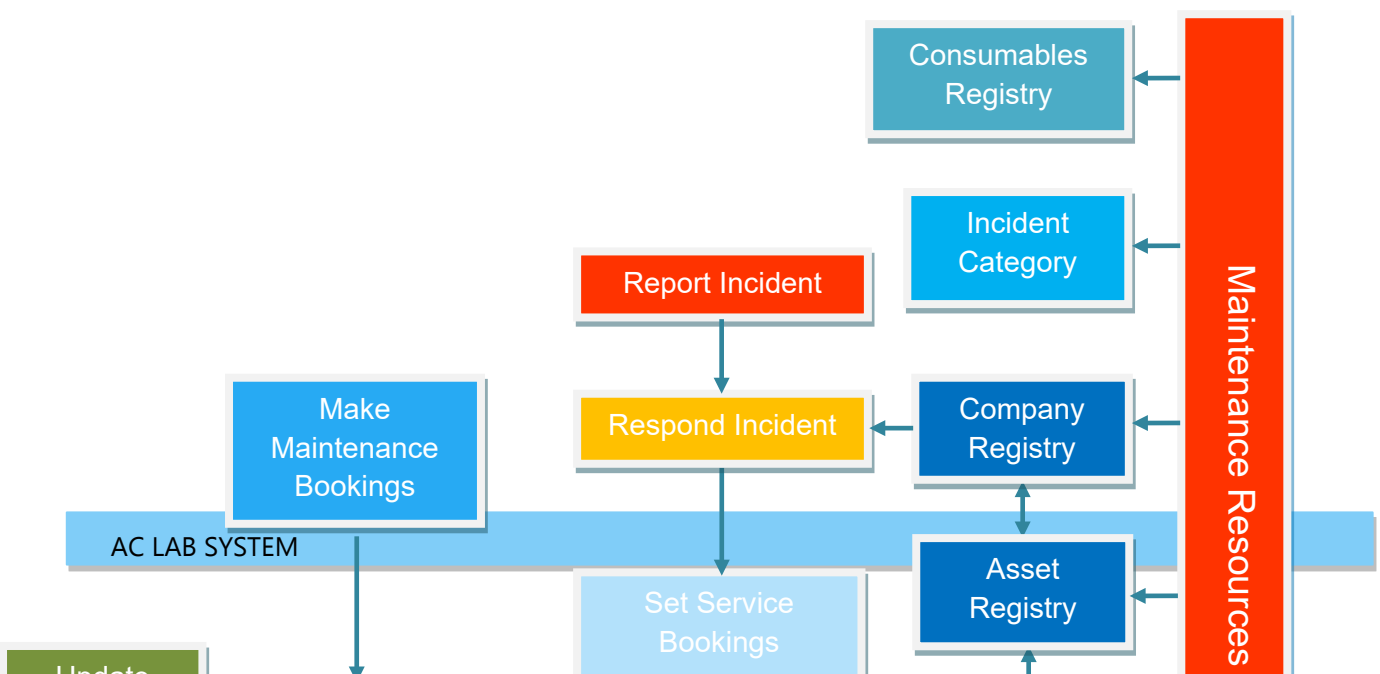 Consumables
Registry
Incident
Category
Report Incident
Maintenance Resources
Make
Maintenance
Bookings
Respond Incident
Company
Registry
AC LAB SYSTEM
Asset
Registry
Set Service
Bookings
Update